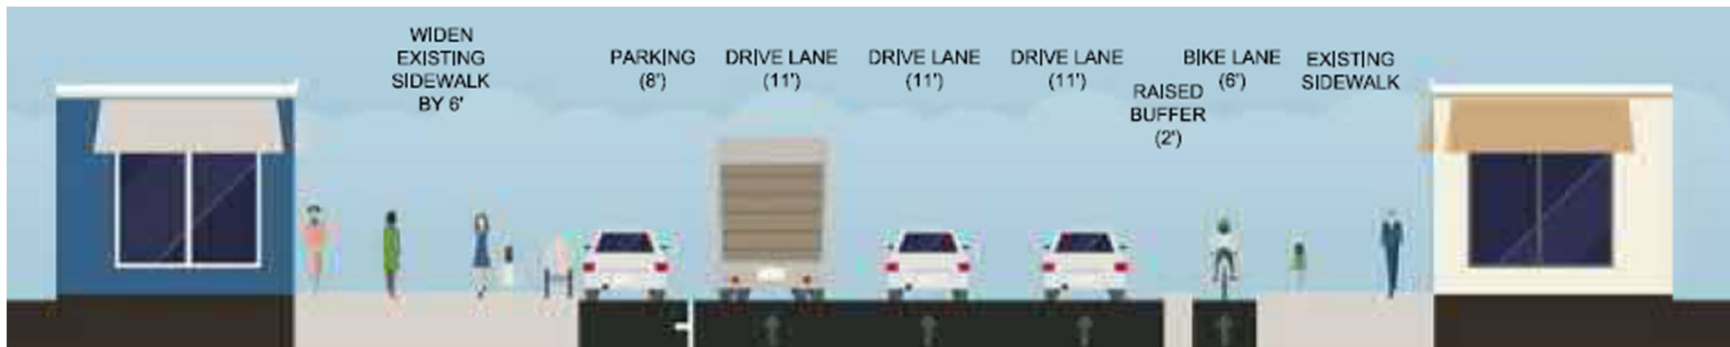 WIDEN
EXISTING
SIDEWALK
BY 6'
PARKING
(8')
DRIVE LANE
(11')
DRIVE LANE
(11')
DRIVE LANE
(11')
RAISED
BUFFER
(2')
BIKE LANE
(6')
EXISTING
SIDEWALK